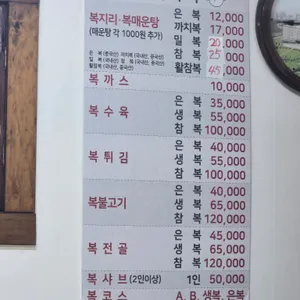 복지리·복매운탕 은 복 12,000
(매운탕 각 1000원 추가) 까치복 17,000
밀 복 20,000
참 복 25,000
활참복 45,000
복 까 스 10,000
복 수 육 은 복 35,000
생 복 55,000
참 복 100,000
복 튀 김 은 복 40,000
생 복 55,000
참 복 100,000
복불고기 은 복 40,000
생 복 65,000
참 복 120,000
복 전 골 은 복 45,000
생 복 65,000
참 복 120,000
복 샤 브 (2인이상) 1인 50,000
복 코 스 A, B, 생복, 은복